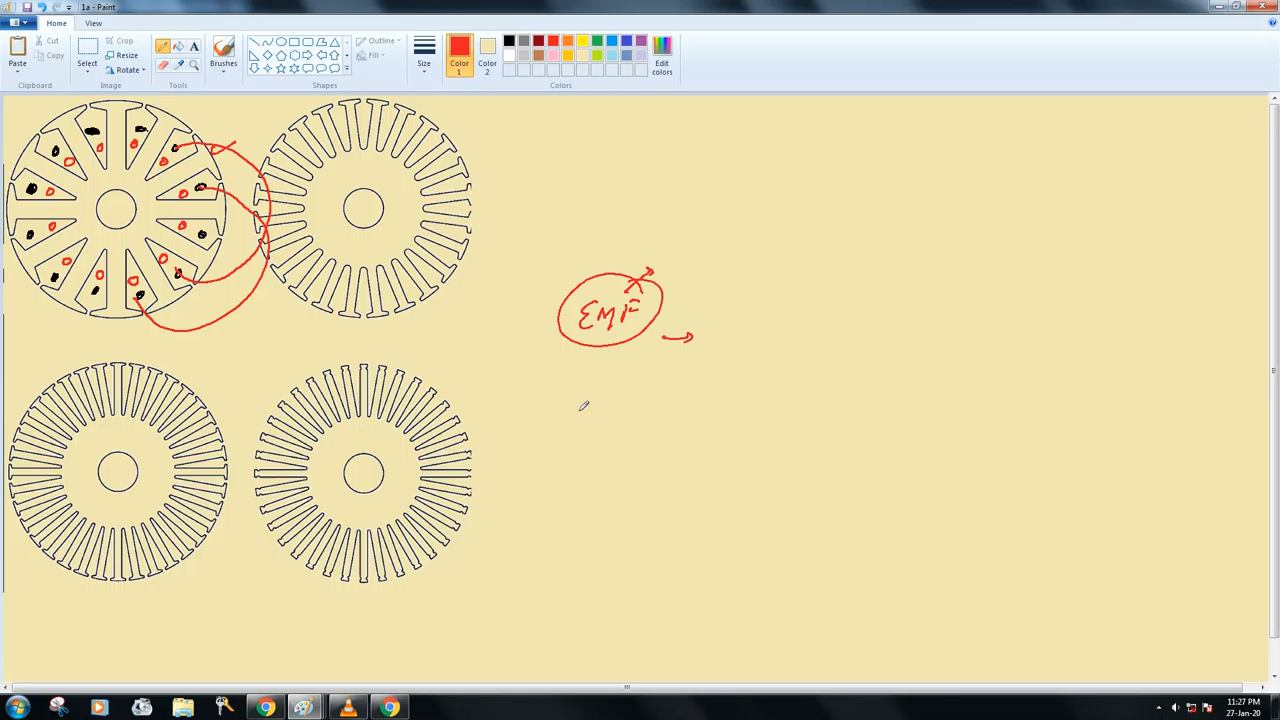 1a - Paint
Home
View
Paste
Cut
Copy
Clipboard
Select
Crop
Resize
Rotate
Image
A
Tools
Brushes
Shapes
Outline
Fill
Size
Color
1
Color
2
Edit
colors
Colors
EMF
11:27 PM
27-Jan-20